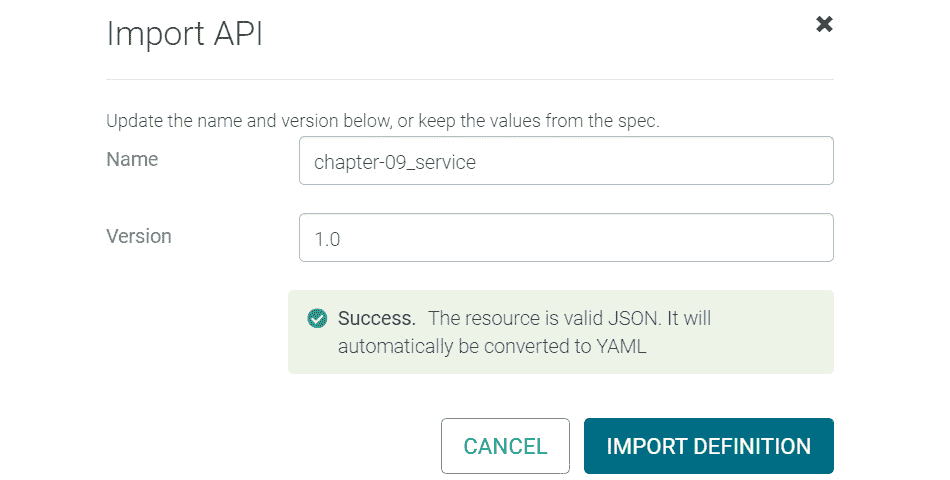 Import API
Update the name and version below, or keep the values from the spec.
Name
chapter-09_service
Version
1.0
Success. The resource is valid JSON. It will
automatically be converted to YAML
CANCEL
IMPORT DEFINITION